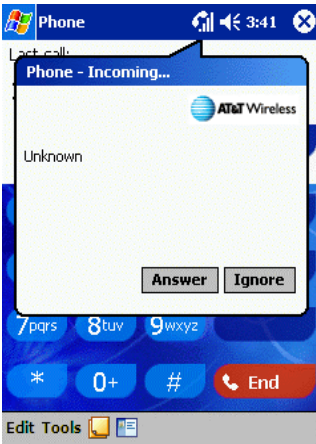 Phone 3:41
Last call:
Phone - Incoming...
AT&T Wireless
Unknown
Answer Ignore
7pqrs 8tuv 9wxyz
* 0+ # End
Edit Tools